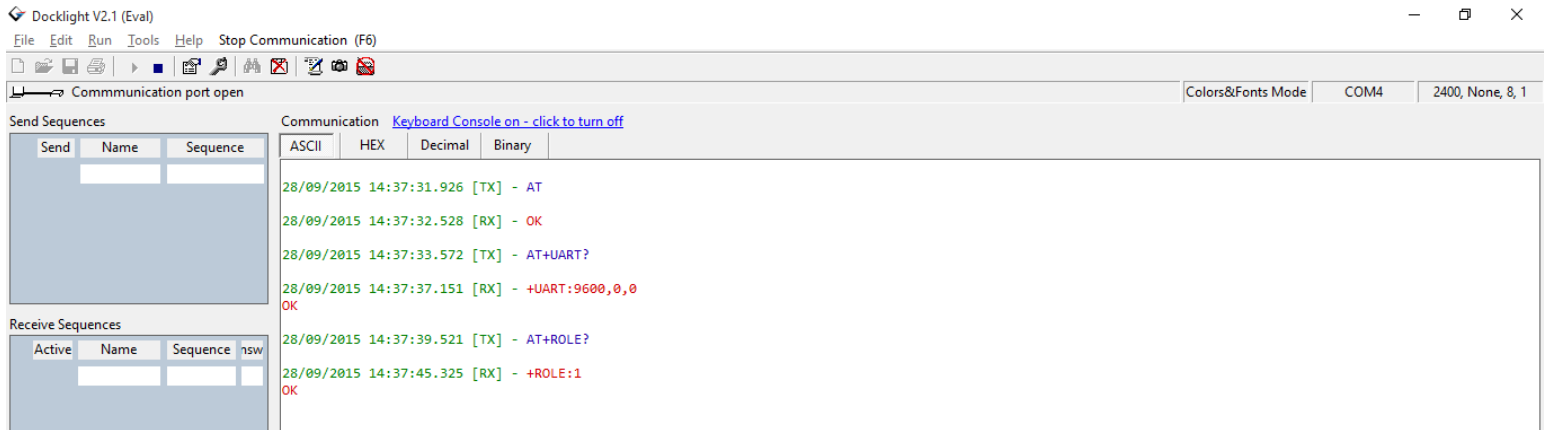 Docklight V2.1 (Eval)
File Edit Run Tools Help Stop Communication (F6)
Commmunication port open Colors&Fonts Mode COM4 2400, None, 8, 1
Send Sequences
Send Name Sequence
Communication Keyboard Console on - click to turn off
ASCII HEX Decimal Binary
28/09/2015 14:37:31.926 [TX] - AT
28/09/2015 14:37:32.528 [RX] - OK
28/09/2015 14:37:33.572 [TX] - AT+UART?
28/09/2015 14:37:37.151 [RX] - +UART:9600,0,0
OK
28/09/2015 14:37:39.521 [TX] - AT+ROLE?
28/09/2015 14:37:45.325 [RX] - +ROLE:1
OK
Receive Sequences
Active Name Sequence nsw